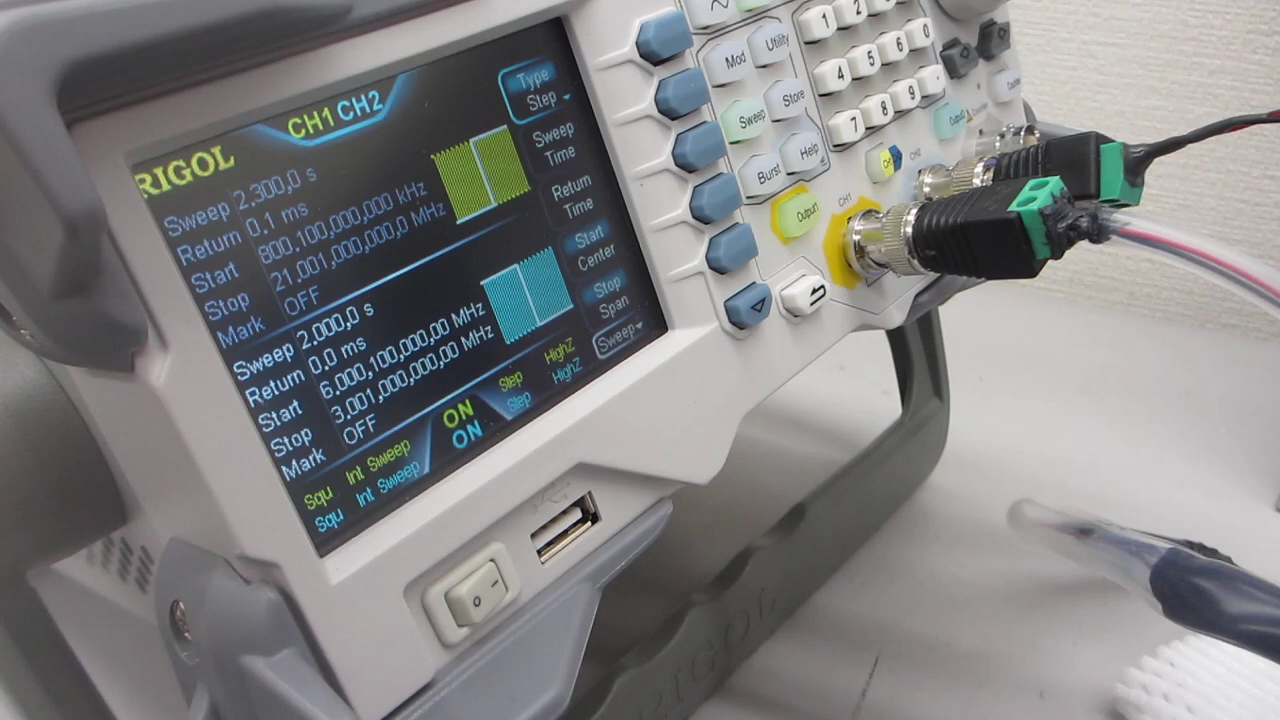 RIGOL
CH1 CH2
Sweep 2,300,0 s
Return 0.1 ms
Start 800,100,000,000 kHz
Stop 21,001,000,000,0 MHz
Mark OFF
Sweep 2,000,0 s
Return 0,0 ms
Start 6,000,100,000,00 MHz
Stop 3,001,000,000,00 MHz
Mark OFF
Squ Int Sweep ON Step HighZ
Squ Int Sweep ON Step HighZ
Type
Step
Sweep
Time
Return
Time
Start
Center
Stop
Span
Sweep
Mod Utility
Sweep Store
Burst Help
1 2
4 5 6 0
7 8 9 .
Output1
CH1
CH2
Output2
Counter
RIGOL